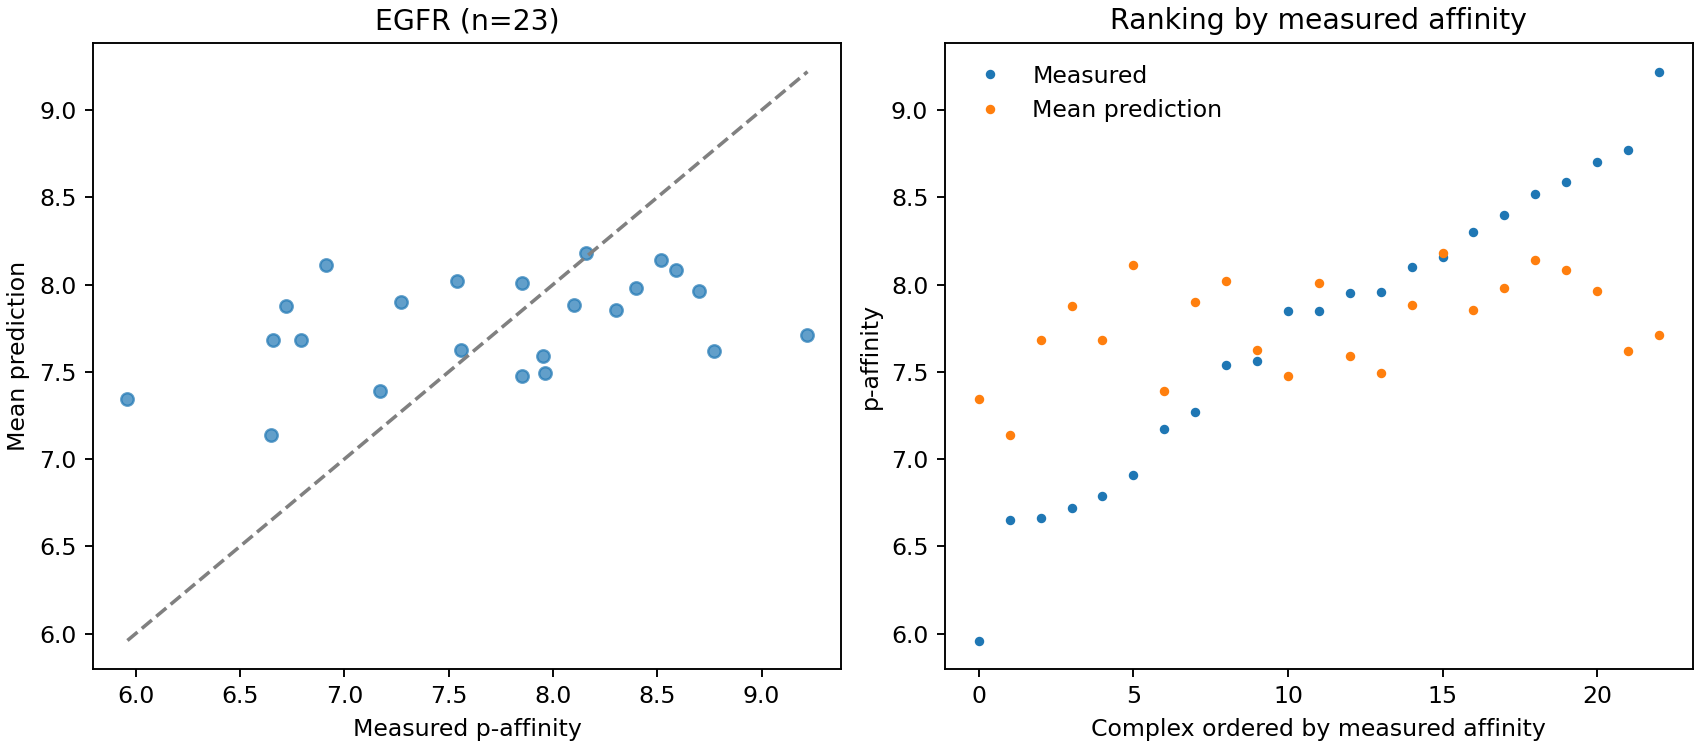 EGFR (n=23)
Mean prediction
9.0
8.5
8.0
7.5
7.0
6.5
6.0
6.0 6.5 7.0 7.5 8.0 8.5 9.0
Measured p-affinity
Ranking by measured affinity
Measured
Mean prediction
p-affinity
9.0
8.5
8.0
7.5
7.0
6.5
6.0
0 5 10 15 20
Complex ordered by measured affinity